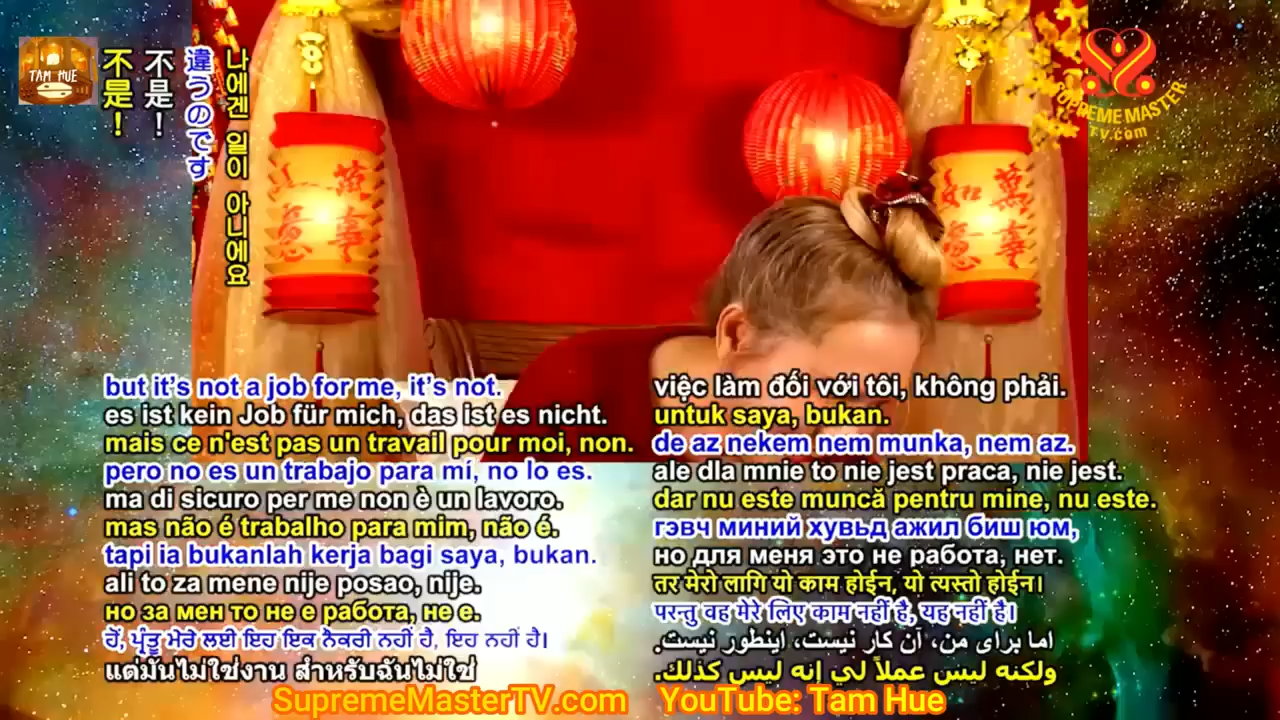 TAM HUE
不是！
不是！
違うのです
나에겐 일이 아니에요
萬事
如意
萬事
如意
SUPREME MASTER
TV.com
but it's not a job for me, it's not.
es ist kein Job für mich, das ist es nicht.
mais ce n'est pas un travail pour moi, non.
pero no es un trabajo para mí, no lo es.
ma di sicuro per me non è un lavoro.
mas não é trabalho para mim, não é.
tapi ia bukanlah kerja bagi saya, bukan.
ali to za mene nije posao, nije.
но за мен то не е работа, не е.
ਹੋਂ, ਪ੍ਰੰਤੂ ਮੇਰੇ ਲਈ ਇਹ ਇਕ ਨੌਕਰੀ ਨਹੀਂ ਹੈ, ਇਹ ਨਹੀਂ ਹੈ।
แต่มันไม่ใช่งาน สำหรับฉันไม่ใช่
việc làm đối với tôi, không phải.
untuk saya, bukan.
de az nekem nem munka, nem az.
ale dla mnie to nie jest praca, nie jest.
dar nu este muncă pentru mine, nu este.
гэвч миний хувьд ажил биш юм,
но для меня это не работа, нет.
तर मेरो लागि यो काम होईन, यो त्यस्तो होईन।
परन्तु वह मेरे लिए काम नहीं है, यह नहीं है।
اما برای من، آن کار نیست، اینطور نیست.
ولكنه ليس عملاً لي إنه ليس كذلك.
SupremeMasterTV.com
YouTube: Tam Hue